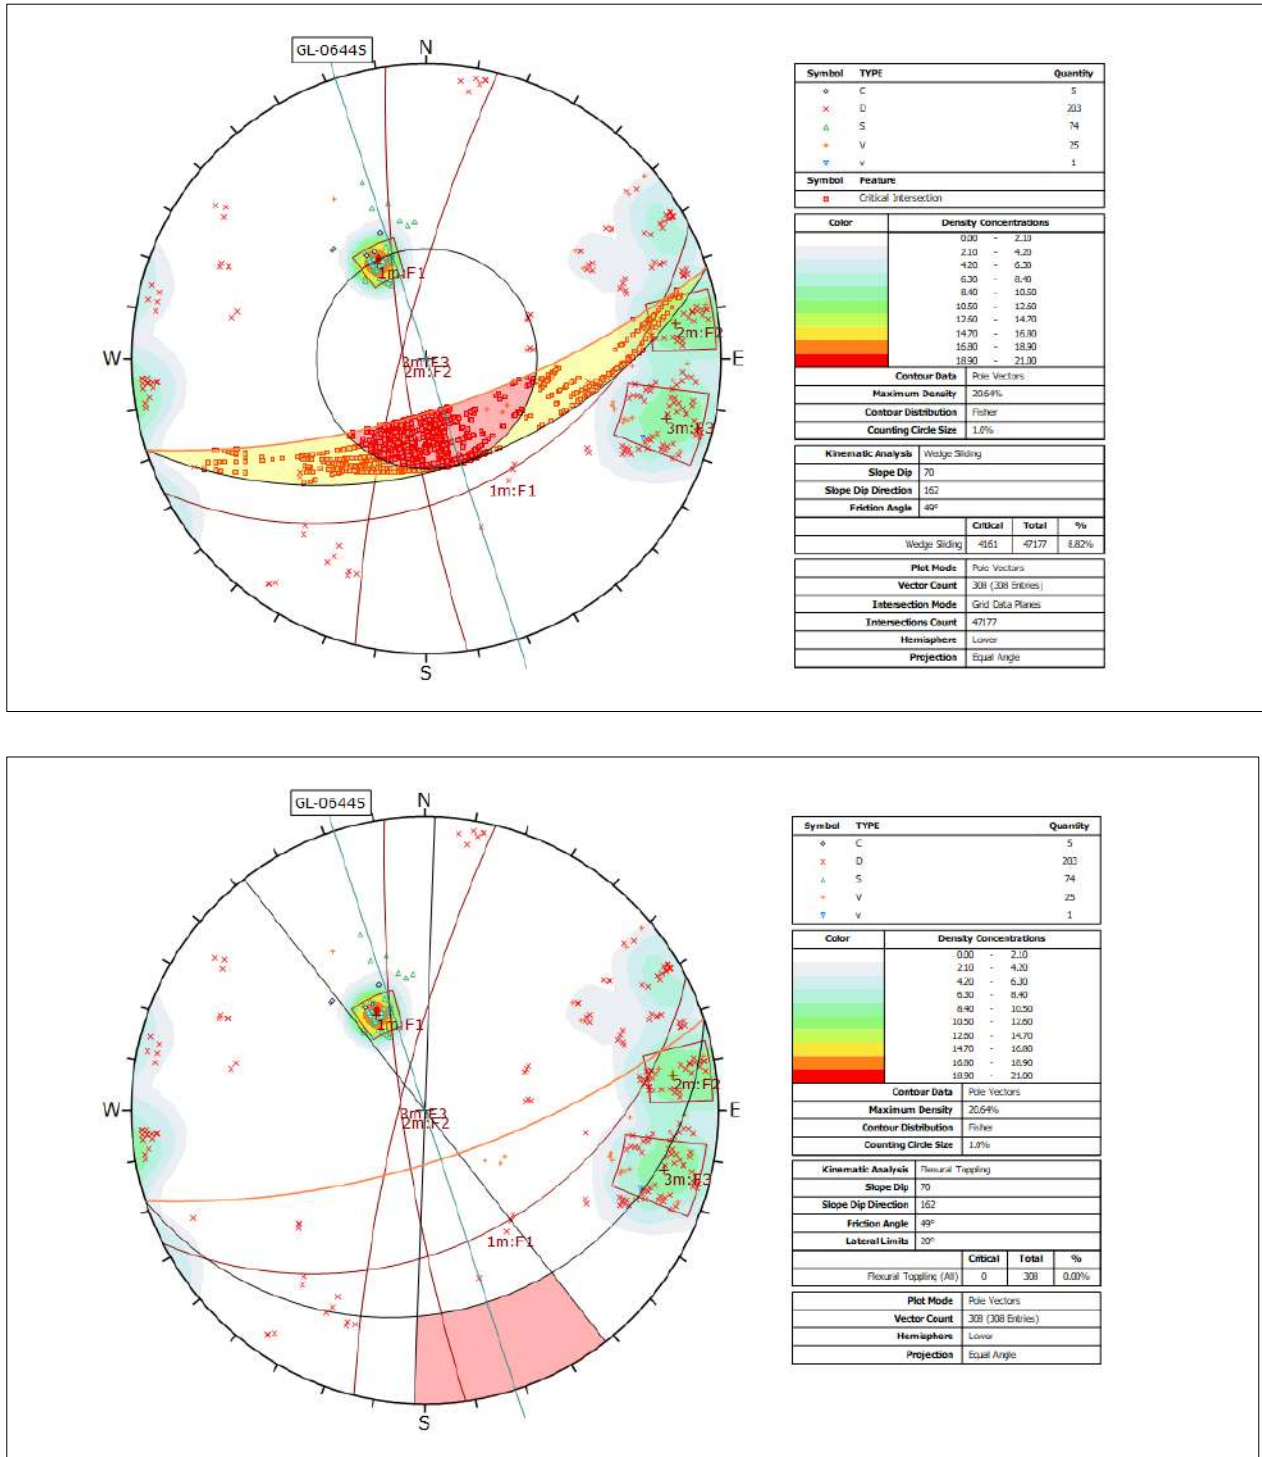 GL-0644S
N
1m:F1
W
E
2m:F2
3m:F3
2m:F2
3m:F3
1m:F1
S
Symbol TYPE Quantity
C 5
D 203
S 74
V 25
v 1
Symbol Feature
Critical Intersection
Color Density Concentrations
0.00 - 2.10
2.10 - 4.20
4.20 - 6.30
6.30 - 8.40
8.40 - 10.50
10.50 - 12.60
12.60 - 14.70
14.70 - 16.80
16.80 - 18.90
18.90 - 21.00
Contour Data Pole Vectors
Maximum Density 20.64%
Contour Distribution Fisher
Counting Circle Size 1.0%
Kinematic Analysis Wedge Sliding
Slope Dip 70
Slope Dip Direction 162
Friction Angle 49°
Critical Total %
Wedge Sliding 4161 47177 8.82%
Plot Mode Pole Vectors
Vector Count 308 (308 Entries)
Intersection Mode Grid Data Planes
Intersections Count 47177
Hemisphere Lower
Projection Equal Angle
GL-0644S
N
1m:F1
W
E
2m:F2
3m:F3
2m:F2
3m:F3
1m:F1
S
Symbol TYPE Quantity
C 5
D 203
S 74
V 25
v 1
Color Density Concentrations
0.00 - 2.10
2.10 - 4.20
4.20 - 6.30
6.30 - 8.40
8.40 - 10.50
10.50 - 12.60
12.60 - 14.70
14.70 - 16.80
16.80 - 18.90
18.90 - 21.00
Contour Data Pole Vectors
Maximum Density 20.64%
Contour Distribution Fisher
Counting Circle Size 1.0%
Kinematic Analysis Flexural Toppling
Slope Dip 70
Slope Dip Direction 162
Friction Angle 49°
Lateral Limits 20°
Critical Total %
Flexural Toppling (All) 0 308 0.00%
Plot Mode Pole Vectors
Vector Count 308 (308 Entries)
Hemisphere Lower
Projection Equal Angle